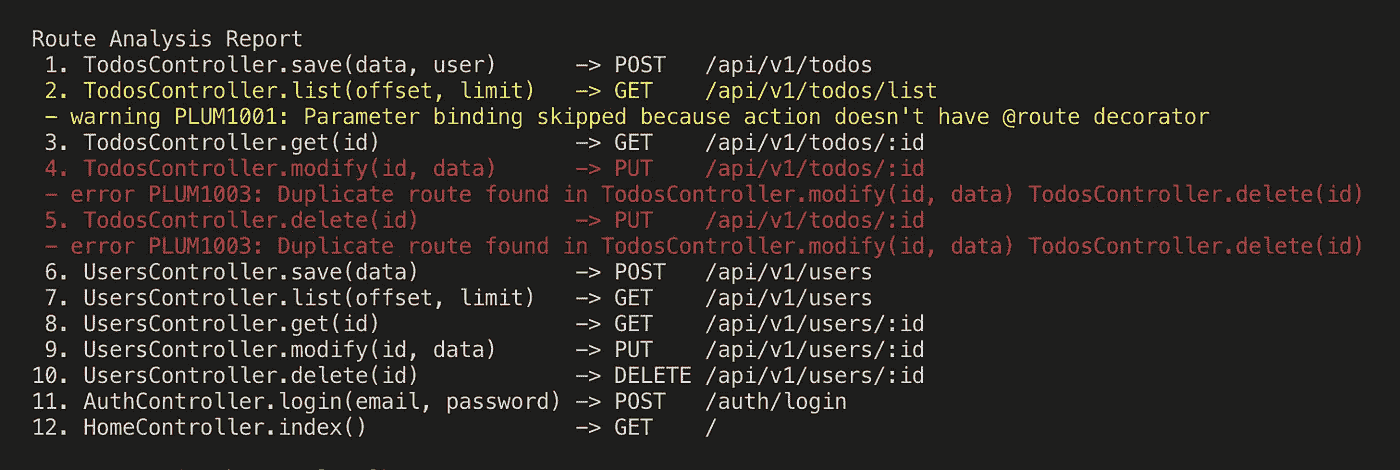 Route Analysis Report
1. TodosController.save(data, user) -> POST /api/v1/todos
2. TodosController.list(offset, limit) -> GET /api/v1/todos/list
- warning PLUM1001: Parameter binding skipped because action doesn't have @route decorator
3. TodosController.get(id) -> GET /api/v1/todos/:id
4. TodosController.modify(id, data) -> PUT /api/v1/todos/:id
- error PLUM1003: Duplicate route found in TodosController.modify(id, data) TodosController.delete(id)
5. TodosController.delete(id) -> PUT /api/v1/todos/:id
- error PLUM1003: Duplicate route found in TodosController.modify(id, data) TodosController.delete(id)
6. UsersController.save(data) -> POST /api/v1/users
7. UsersController.list(offset, limit) -> GET /api/v1/users
8. UsersController.get(id) -> GET /api/v1/users/:id
9. UsersController.modify(id, data) -> PUT /api/v1/users/:id
10. UsersController.delete(id) -> DELETE /api/v1/users/:id
11. AuthController.login(email, password) -> POST /auth/login
12. HomeController.index() -> GET /